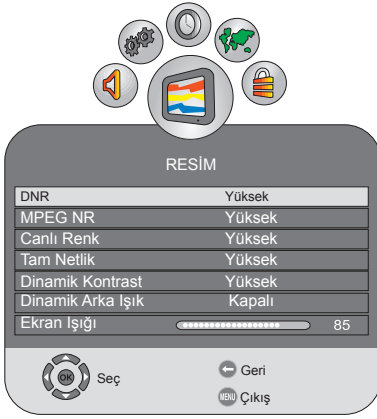 RESİM
DNR Yüksek
MPEG NR Yüksek
Canlı Renk Yüksek
Tam Netlik Yüksek
Dinamik Kontrast Yüksek
Dinamik Arka Işık Kapalı
Ekran Işığı 85
OK Seç
Geri
MENU Çıkış